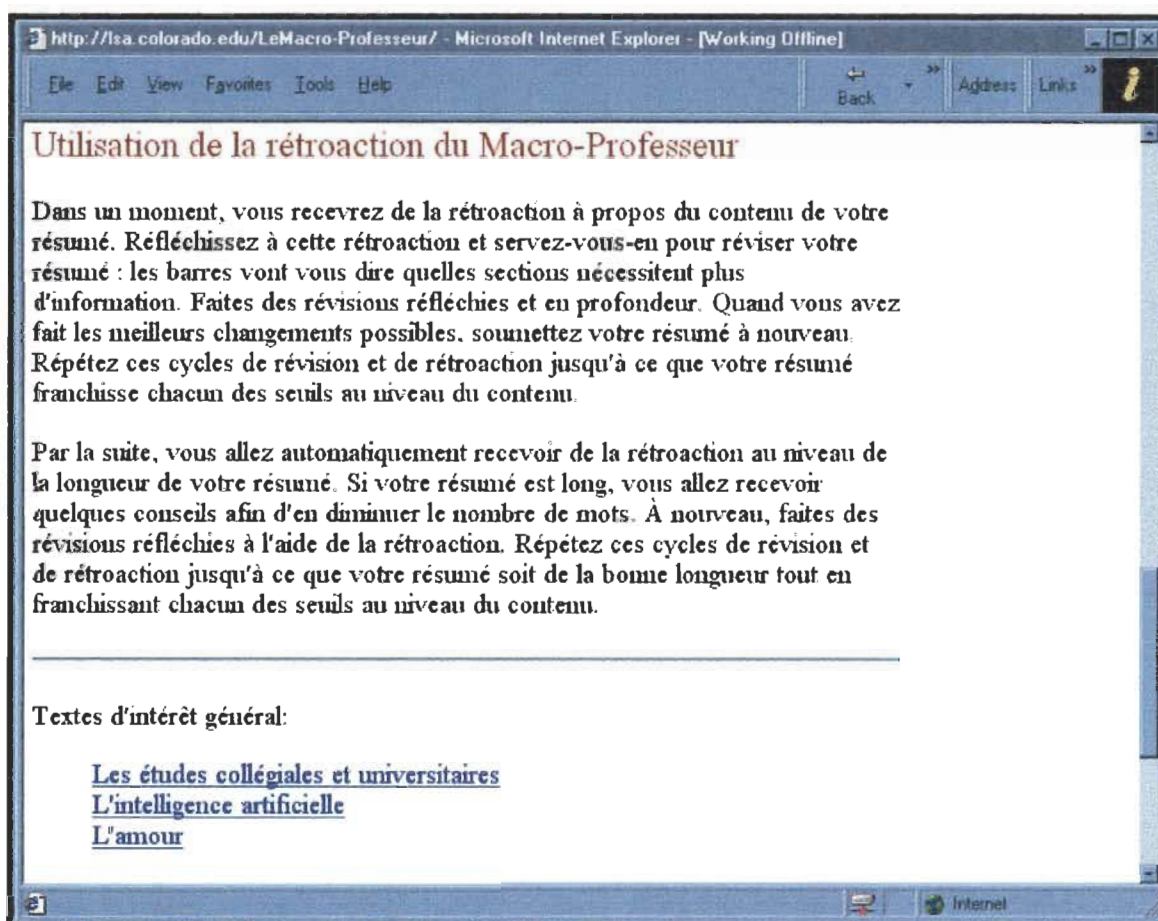 http://lsa.colorado.edu/LeMacro-Professeur/ - Microsoft Internet Explorer - [Working Offline]
File Edit View Favorites Tools Help
Back
»
Address Links
»
Utilisation de la rétroaction du Macro-Professeur
Dans un moment, vous recevrez de la rétroaction à propos du contenu de votre
résumé. Réfléchissez à cette rétroaction et servez-vous-en pour réviser votre
résumé : les barres vont vous dire quelles sections nécessitent plus
d'information. Faites des révisions réfléchies et en profondeur. Quand vous avez
fait les meilleurs changements possibles, soumettez votre résumé à nouveau.
Répétez ces cycles de révision et de rétroaction jusqu'à ce que votre résumé
franchisse chacun des seuils au niveau du contenu.
Par la suite, vous allez automatiquement recevoir de la rétroaction au niveau de
la longueur de votre résumé. Si votre résumé est long, vous allez recevoir
quelques conseils afin d'en diminuer le nombre de mots. À nouveau, faites des
révisions réfléchies à l'aide de la rétroaction. Répétez ces cycles de révision et
de rétroaction jusqu'à ce que votre résumé soit de la bonne longueur tout en
franchissant chacun des seuils au niveau du contenu.
Textes d'intérêt général:
Les études collégiales et universitaires
L'intelligence artificielle
L'amour
Internet